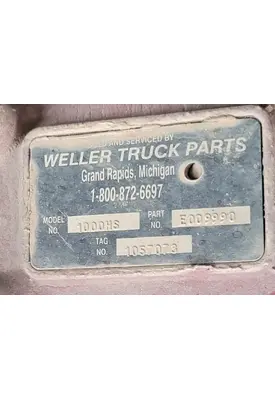 AND SERVICED BY
WELLER TRUCK PARTS
Grand Rapids, Michigan
1-800-872-6697
MODEL NO. 1000HS PART NO. E009990
TAG NO. 1057073